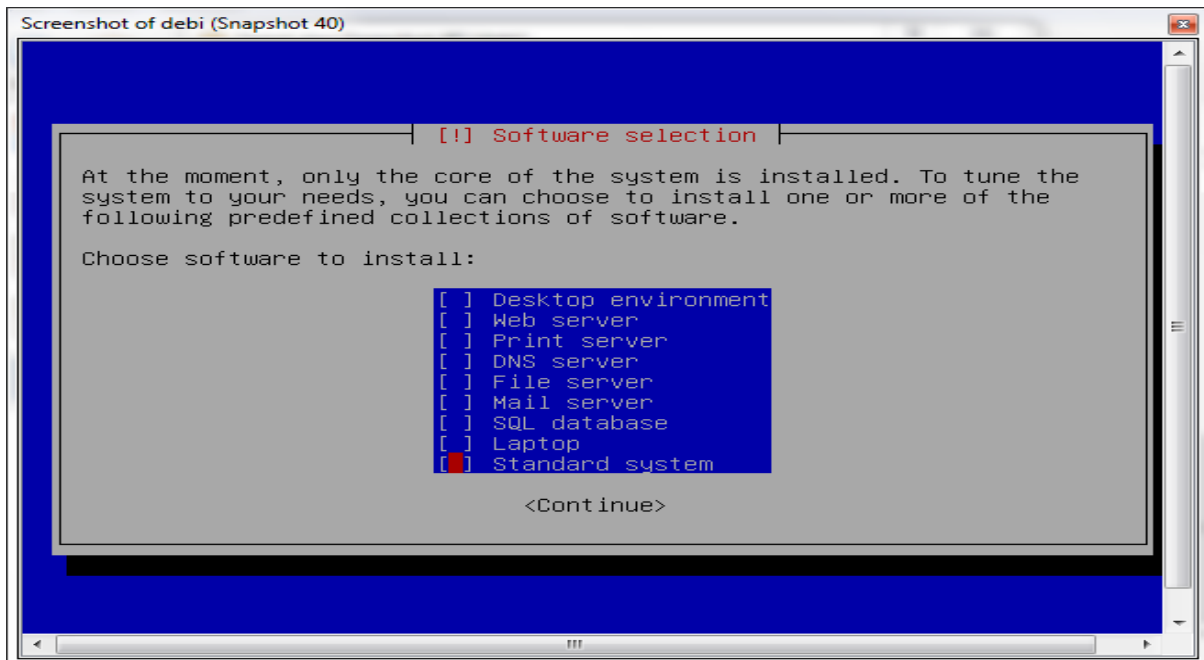 Screenshot of debi (Snapshot 40)
[!] Software selection
At the moment, only the core of the system is installed. To tune the
system to your needs, you can choose to install one or more of the
following predefined collections of software.
Choose software to install:
[ ] Desktop environment
[ ] Web server
[ ] Print server
[ ] DNS server
[ ] File server
[ ] Mail server
[ ] SQL database
[ ] Laptop
[ ] Standard system
<Continue>